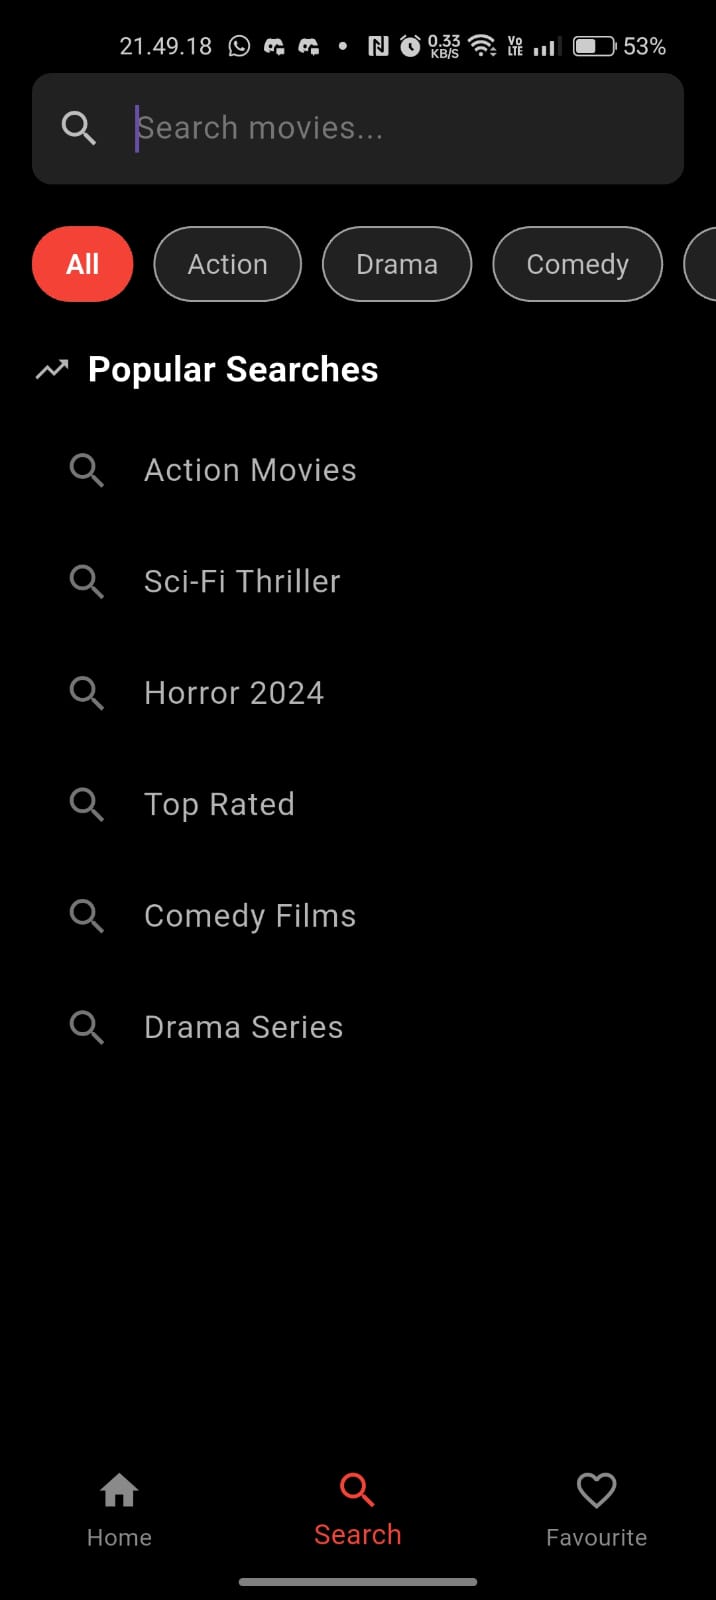 21.49.18 0.33 KB/S Vo LTE 53%
Search movies...
All Action Drama Comedy
Popular Searches
Action Movies
Sci-Fi Thriller
Horror 2024
Top Rated
Comedy Films
Drama Series
Home Search Favourite